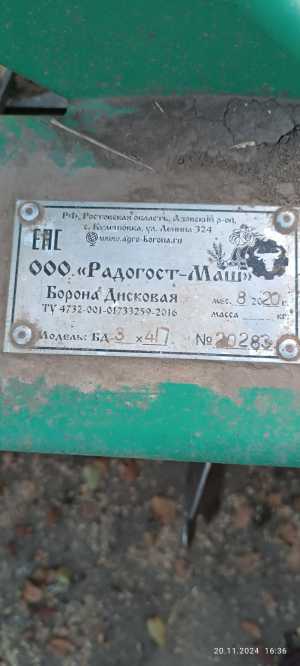 РФ, Ростовская область, Азовский р-он,
с. Кулешовка, ул. Ленина 324
www.agro-borona.ru
EAC
ООО «Радогост-Маш»
Борона Дисковая мес. 8 2020 г.
ТУ 4732-001-01733259-2016 масса кг
Модель: БД-3 х 4П № 20283
20.11.2024 16:36